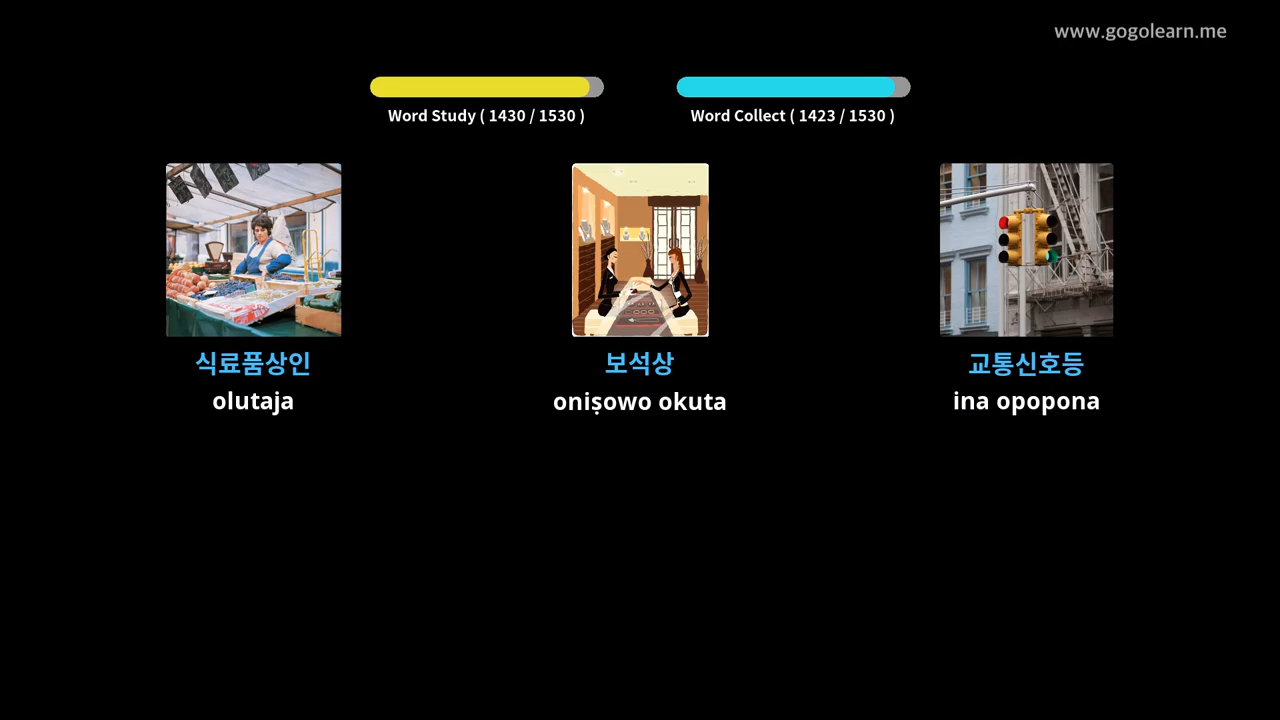 www.gogolearn.me
Word Study ( 1430 / 1530 )
Word Collect ( 1423 / 1530 )
식료품상인
olutaja
보석상
oniṣowo okuta
교통신호등
ina opopona